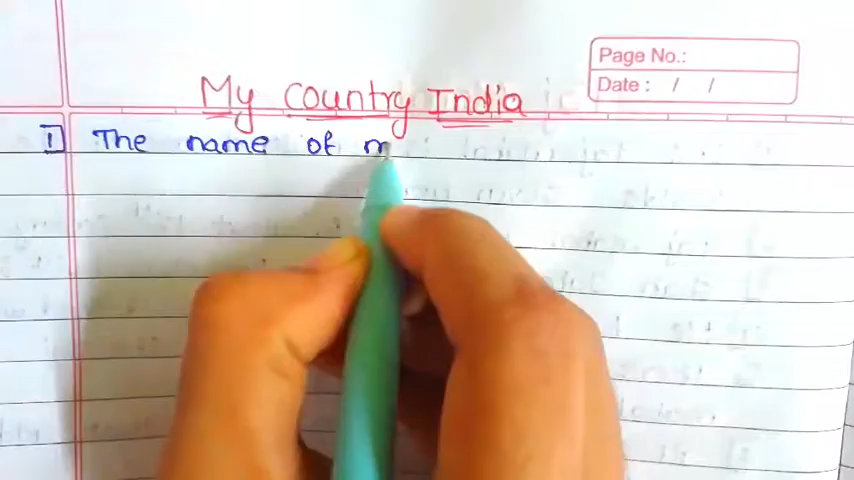 Page No.:
Date : / /
My Country India
1 The name of m